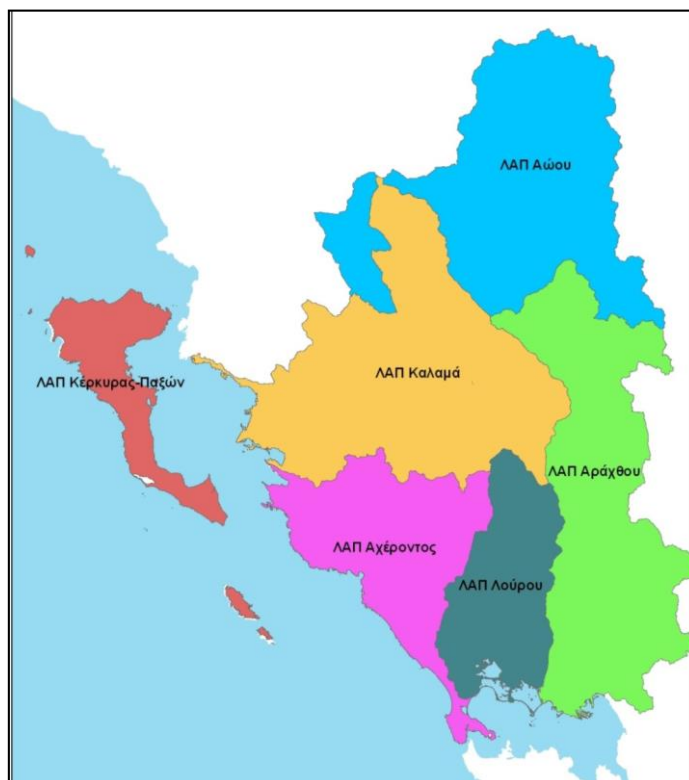 ΛΑΠ Αώου
ΛΑΠ Καλαμά
ΛΑΠ Κέρκυρας-Παξών
ΛΑΠ Αράχθου
ΛΑΠ Αχέροντος
ΛΑΠ Λούρου